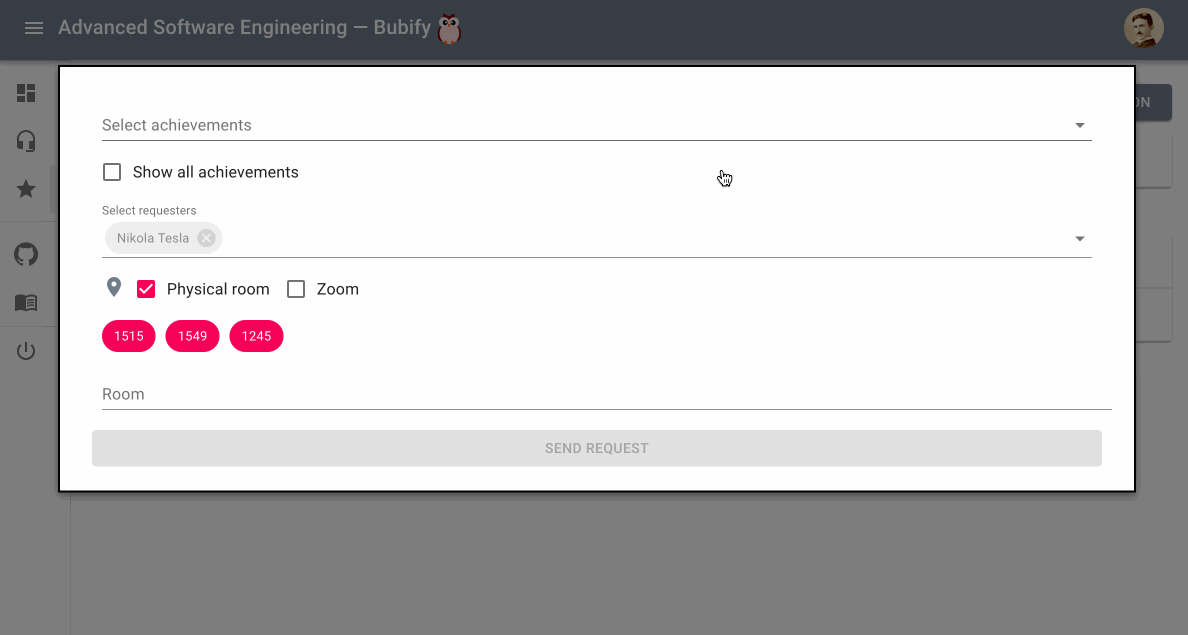 Advanced Software Engineering — Bubify
ON
Select achievements
Show all achievements
Select requesters
Nikola Tesla
Physical room Zoom
1515 1549 1245
Room
SEND REQUEST